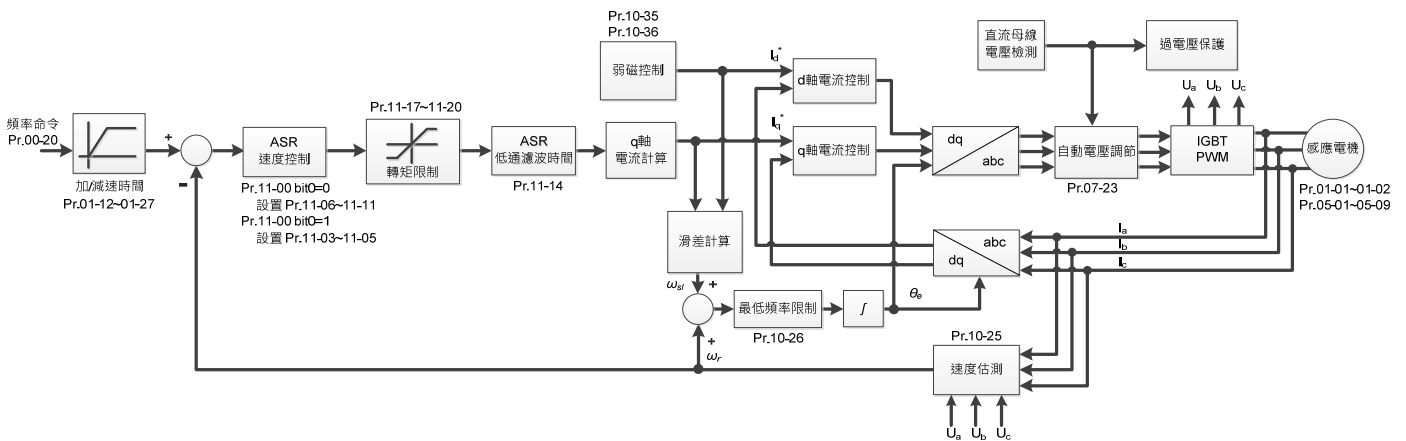 頻率命令
Pr.00-20
加/減速時間
Pr.01-12~01-27
+
-
ASR
速度控制
Pr.11-00 bit0=0
設置 Pr.11-06~11-11
Pr.11-00 bit0=1
設置 Pr.11-03~11-05
Pr.11-17~11-20
轉矩限制
ASR
低通濾波時間
Pr.11-14
Pr.10-35
Pr.10-36
弱磁控制
q軸
電流計算
滑差計算
ωsl
+
+
ωr
最低頻率限制
Pr.10-26
∫
θe
Id*
d軸電流控制
Iq*
q軸電流控制
dq
abc
直流母線
電壓檢測
過電壓保護
自動電壓調節
Pr.07-23
Ua Ub Uc
IGBT
PWM
感應電機
Pr.01-01~01-02
Pr.05-01~05-09
abc
dq
Ia
Ib
Ic
Pr.10-25
速度估測
Ua Ub Uc